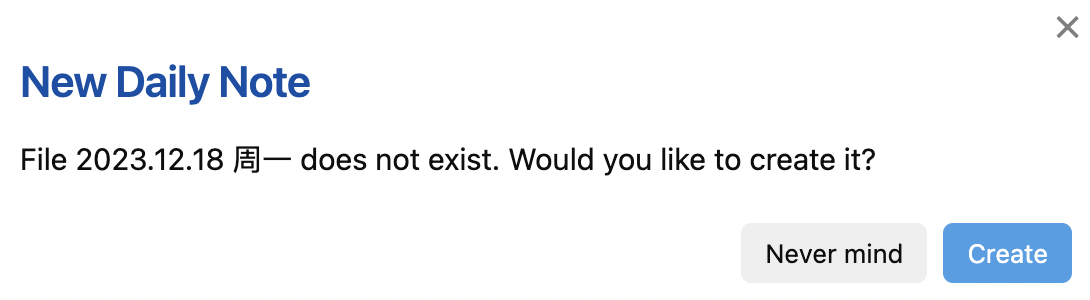 New Daily Note
File 2023.12.18 周一 does not exist. Would you like to create it?
Never mind
Create